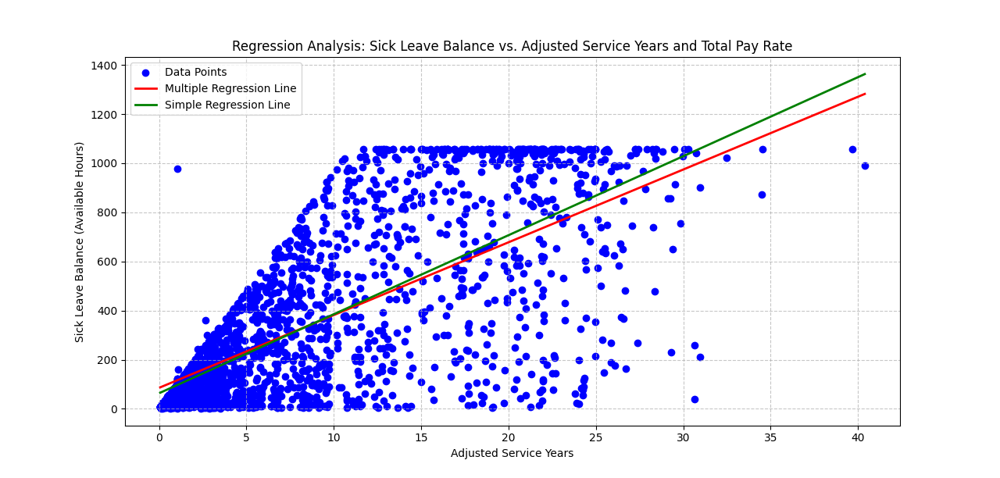 Regression Analysis: Sick Leave Balance vs. Adjusted Service Years and Total Pay Rate
Data Points
Multiple Regression Line
Simple Regression Line
1400
1200
1000
800
600
400
200
0
Sick Leave Balance (Available Hours)
0 5 10 15 20 25 30 35 40
Adjusted Service Years